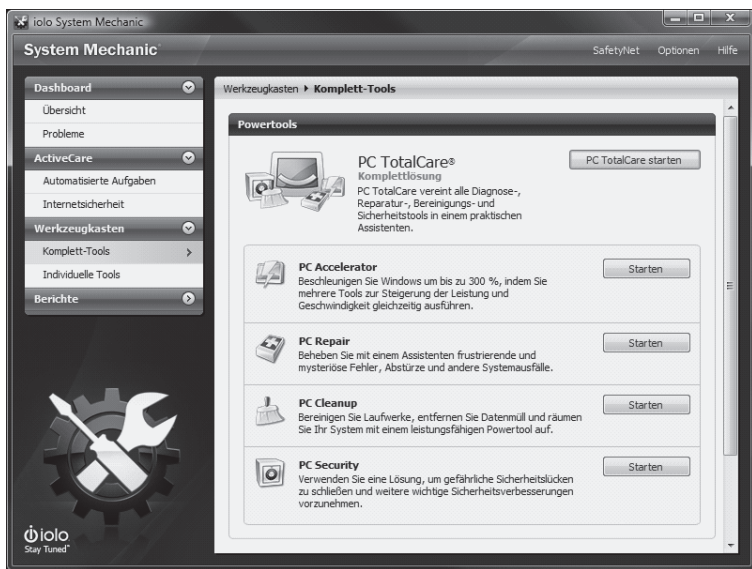 iolo System Mechanic
System Mechanic
SafetyNet Optionen Hilfe
Dashboard
Übersicht
Probleme
ActiveCare
Automatisierte Aufgaben
Internetsicherheit
Werkzeugkasten
Komplett-Tools
Individuelle Tools
Berichte
iolo
Stay Tuned
Werkzeugkasten Komplett-Tools
Powertools
PC TotalCare®
Komplettlösung
PC TotalCare vereint alle Diagnose-,
Reparatur-, Bereinigungs- und
Sicherheitstools in einem praktischen
Assistenten.
PC TotalCare starten
PC Accelerator
Beschleunigen Sie Windows um bis zu 300 %, indem Sie
mehrere Tools zur Steigerung der Leistung und
Geschwindigkeit gleichzeitig ausführen.
Starten
PC Repair
Beheben Sie mit einem Assistenten frustrierende und
mysteriöse Fehler, Abstürze und andere Systemausfälle.
Starten
PC Cleanup
Bereinigen Sie Laufwerke, entfernen Sie Datenmüll und räumen
Sie Ihr System mit einem leistungsfähigen Powertool auf.
Starten
PC Security
Verwenden Sie eine Lösung, um gefährliche Sicherheitslücken
zu schließen und weitere wichtige Sicherheitsverbesserungen
vorzunehmen.
Starten